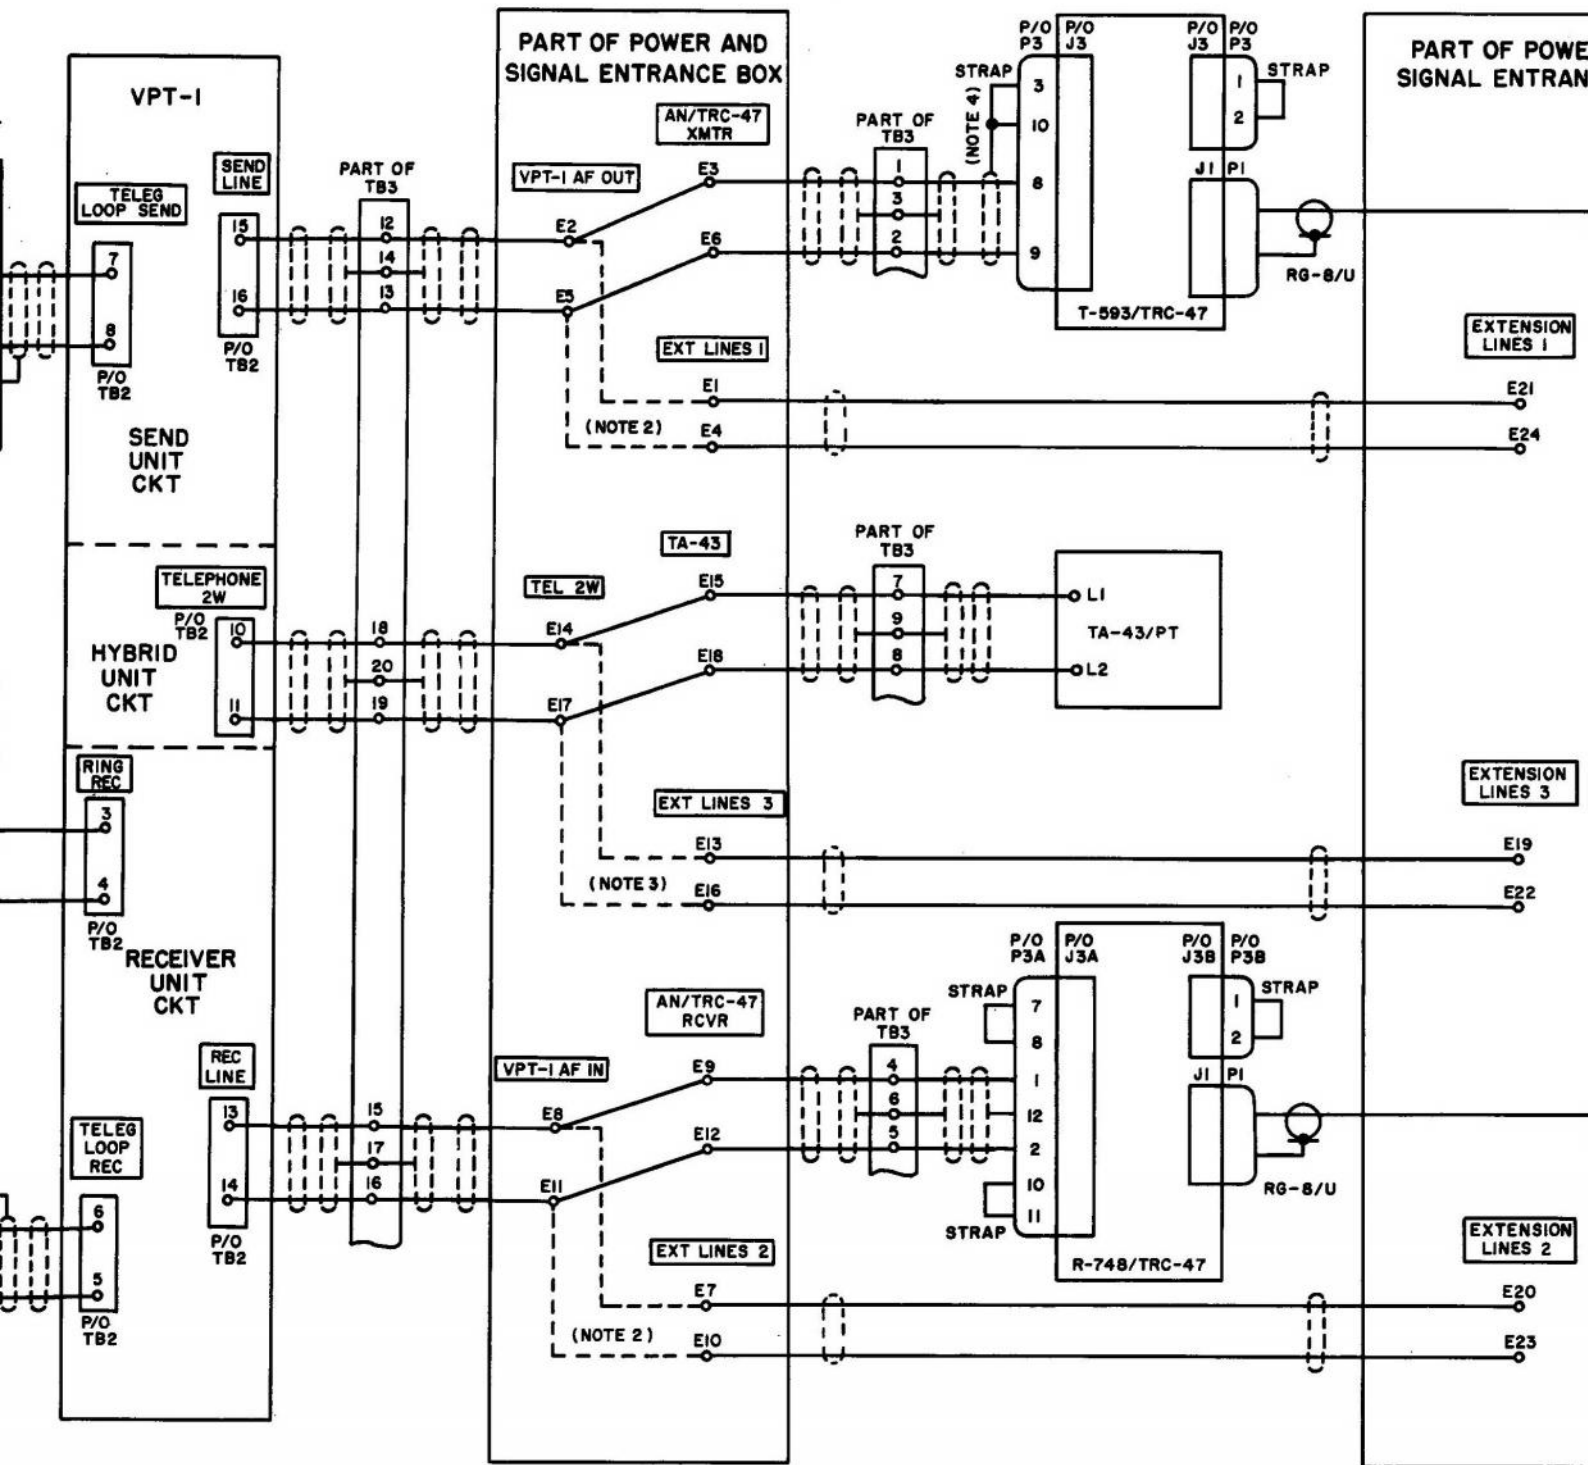 VPT-1
TELEG
LOOP SEND
7
8
P/O
TB2
SEND
LINE
15
16
P/O
TB2
SEND
UNIT
CKT
TELEPHONE
2W
P/O
TB2
10
11
HYBRID
UNIT
CKT
RING
REC
3
4
P/O
TB2
RECEIVER
UNIT
CKT
REC
LINE
13
14
P/O
TB2
TELEG
LOOP
REC
6
5
P/O
TB2
PART OF
TB3
12
14
13
18
20
19
15
17
16
PART OF POWER AND
SIGNAL ENTRANCE BOX
AN/TRC-47
XMTR
VPT-1 AF OUT
E3
E2
E6
E5
EXT LINES 1
E1
(NOTE 2)
E4
TA-43
TEL 2W
E15
E14
E18
E17
EXT LINES 3
E13
(NOTE 3)
E16
AN/TRC-47
RCVR
VPT-1 AF IN
E9
E8
E12
E11
EXT LINES 2
E7
(NOTE 2)
E10
PART OF
TB3
1
3
2
STRAP
(NOTE 4)
P/O
P3
P/O
J3
3
10
8
9
P/O
J3
P/O
P3
1
2
STRAP
J1
P1
RG-8/U
T-593/TRC-47
PART OF
TB3
7
9
8
L1
TA-43/PT
L2
PART OF
TB3
4
6
5
P/O
P3A
P/O
J3A
STRAP
7
8
1
12
2
10
11
STRAP
P/O
J3B
P/O
P3B
1
2
STRAP
J1
P1
RG-8/U
R-748/TRC-47
PART OF POWE
SIGNAL ENTRAN
EXTENSION
LINES 1
E21
E24
EXTENSION
LINES 3
E19
E22
EXTENSION
LINES 2
E20
E23